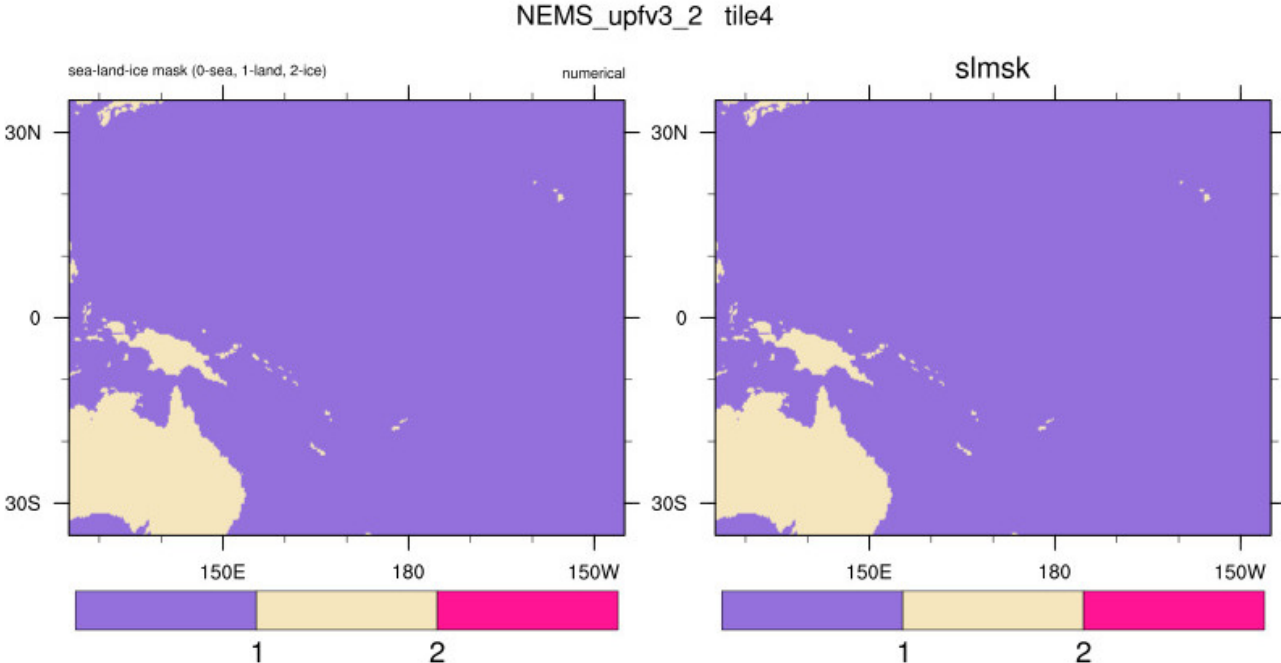 NEMS_upfv3_2 tile4
sea-land-ice mask (0-sea, 1-land, 2-ice) numerical
slmsk
30N
0
30S
150E 180 150W
1 2
30N
0
30S
150E 180 150W
1 2